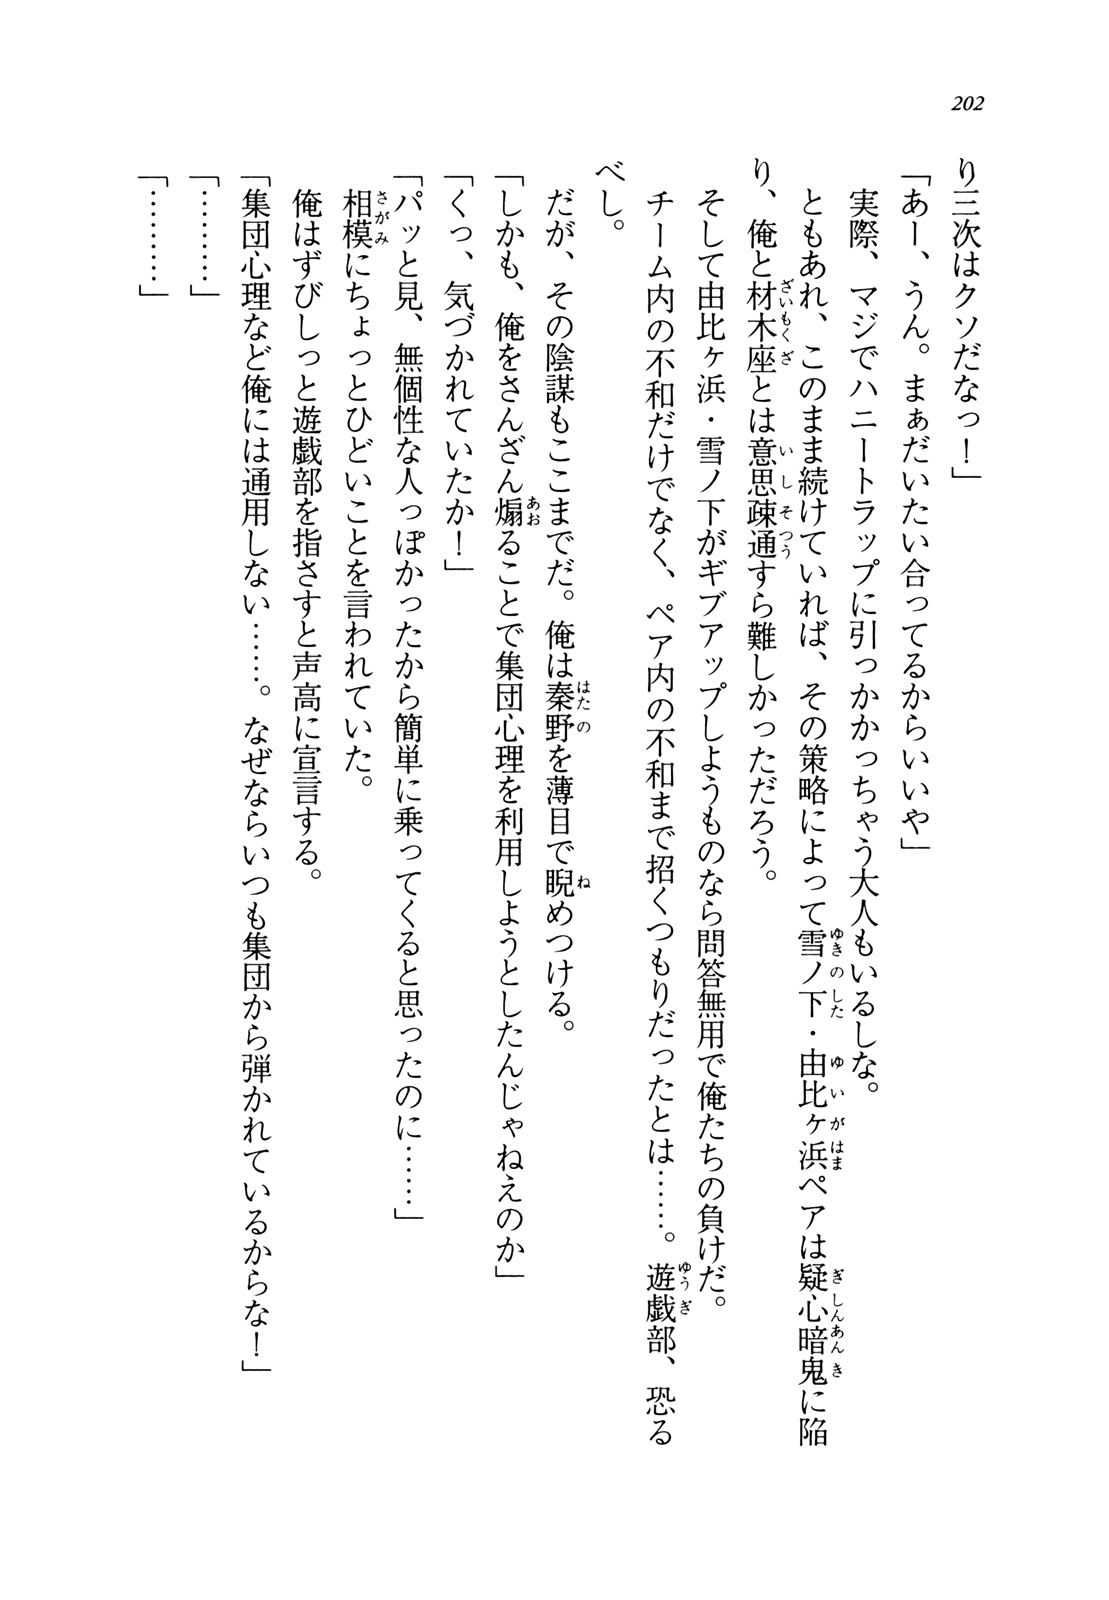 202
り三次はクソだなっ！」
「あー、うん。まぁだいたい合ってるからいいや」
実際、マジでハニートラップに引っかかっちゃう大人もいるしな。
ともあれ、このまま続けていれば、その策略によって雪ノ下・由比ヶ浜ペアは疑心暗鬼に陥
り、俺と材木座とは意思疎通すら難しかっただろう。
そして由比ヶ浜・雪ノ下がギブアップしようものなら問答無用で俺たちの負けだ。
チーム内の不和だけでなく、ペア内の不和まで招くつもりだったとは……。遊戯部、恐る
べし。
だが、その陰謀もここまでだ。俺は秦野を薄目で睨めつける。
「しかも、俺をさんざん煽ることで集団心理を利用しようとしたんじゃねえのか」
「くっ、気づかれていたか！」
「パッと見、無個性な人っぽかったから簡単に乗ってくると思ったのに……」
相模にちょっとひどいことを言われていた。
俺はずびしっと遊戯部を指さすと声高に宣言する。
「集団心理など俺には通用しない……。なぜならいつも集団から弾かれているからな！」
「…………」
「…………」